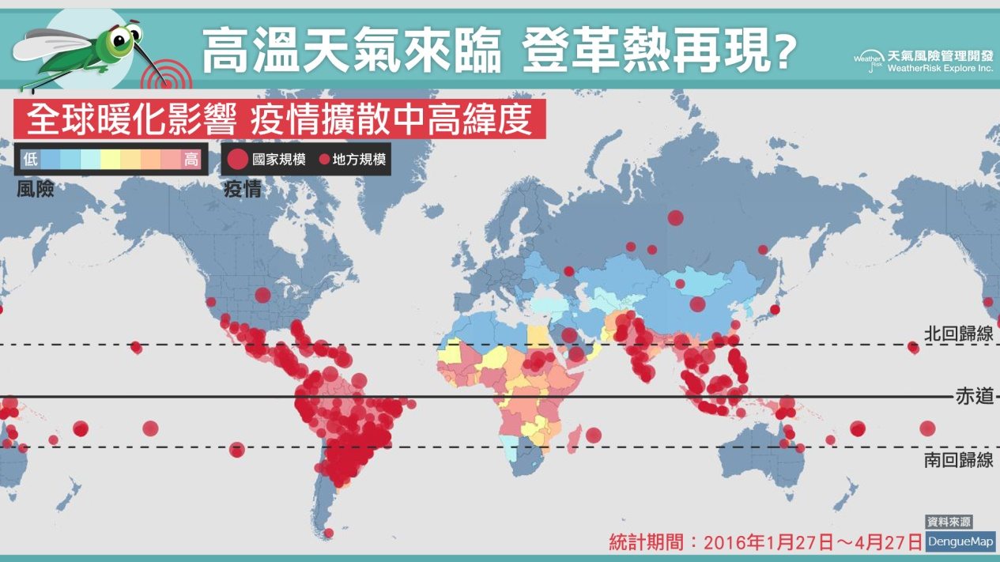 高溫天氣來臨 登革熱再現?
Weather Risk
天氣風險管理開發
WeatherRisk Explore Inc.
全球暖化影響 疫情擴散中高緯度
低 高
國家規模 地方規模
風險 疫情
北回歸線
赤道
南回歸線
資料來源
統計期間：2016年1月27日～4月27日 DengueMap